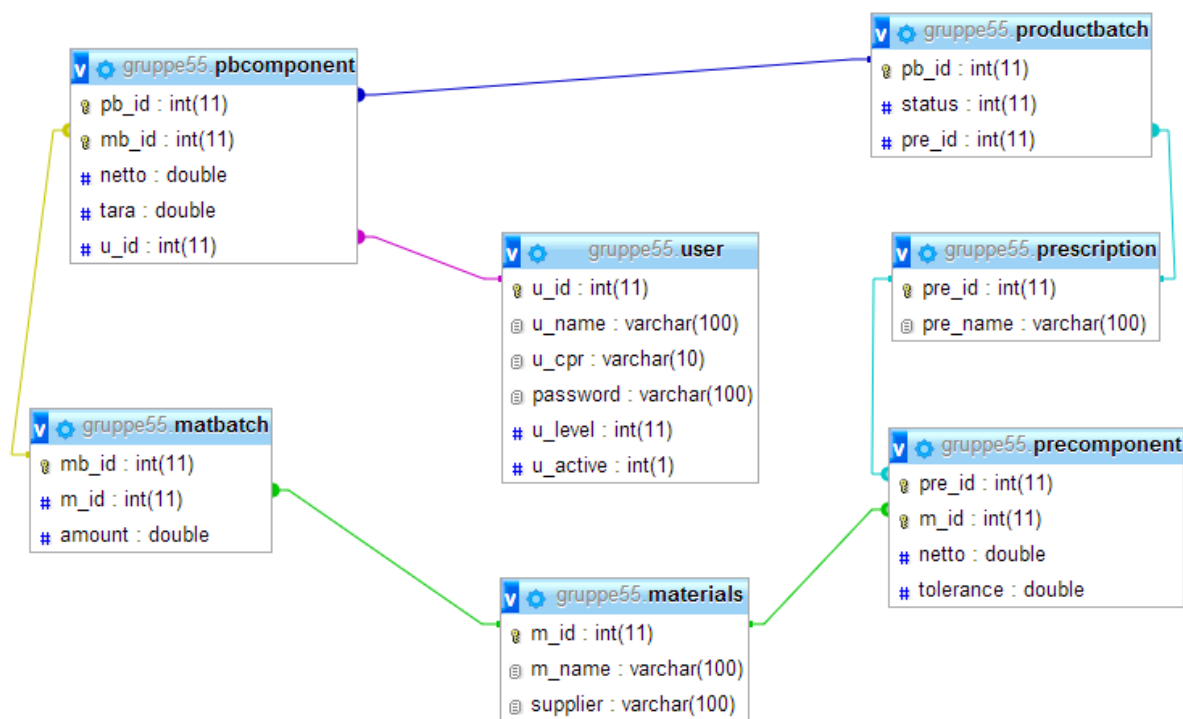 gruppe55.pbcomponent
pb_id : int(11)
mb_id : int(11)
# netto : double
# tara : double
# u_id : int(11)
gruppe55.productbatch
pb_id : int(11)
# status : int(11)
# pre_id : int(11)
gruppe55.user
u_id : int(11)
u_name : varchar(100)
u_cpr : varchar(10)
password : varchar(100)
# u_level : int(11)
# u_active : int(1)
gruppe55.prescription
pre_id : int(11)
pre_name : varchar(100)
gruppe55.matbatch
mb_id : int(11)
# m_id : int(11)
# amount : double
gruppe55.precomponent
pre_id : int(11)
m_id : int(11)
# netto : double
# tolerance : double
gruppe55.materials
m_id : int(11)
m_name : varchar(100)
supplier : varchar(100)